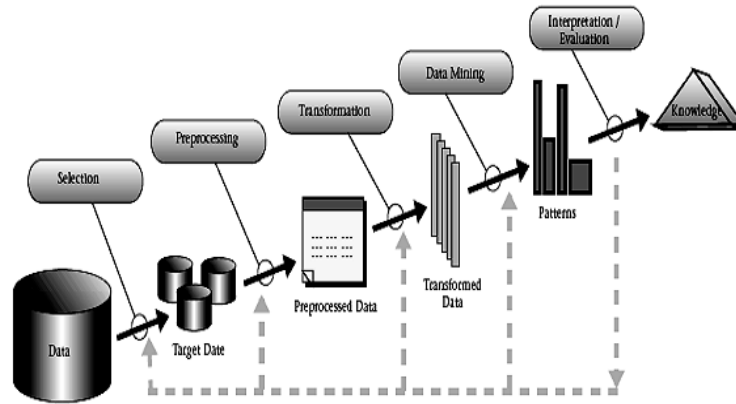 Interpretation /
Evaluation
Data Mining
Knowledge
Transformation
Preprocessing
Selection
Patterns
Transformed
Data
Preprocessed Data
Target Date
Data